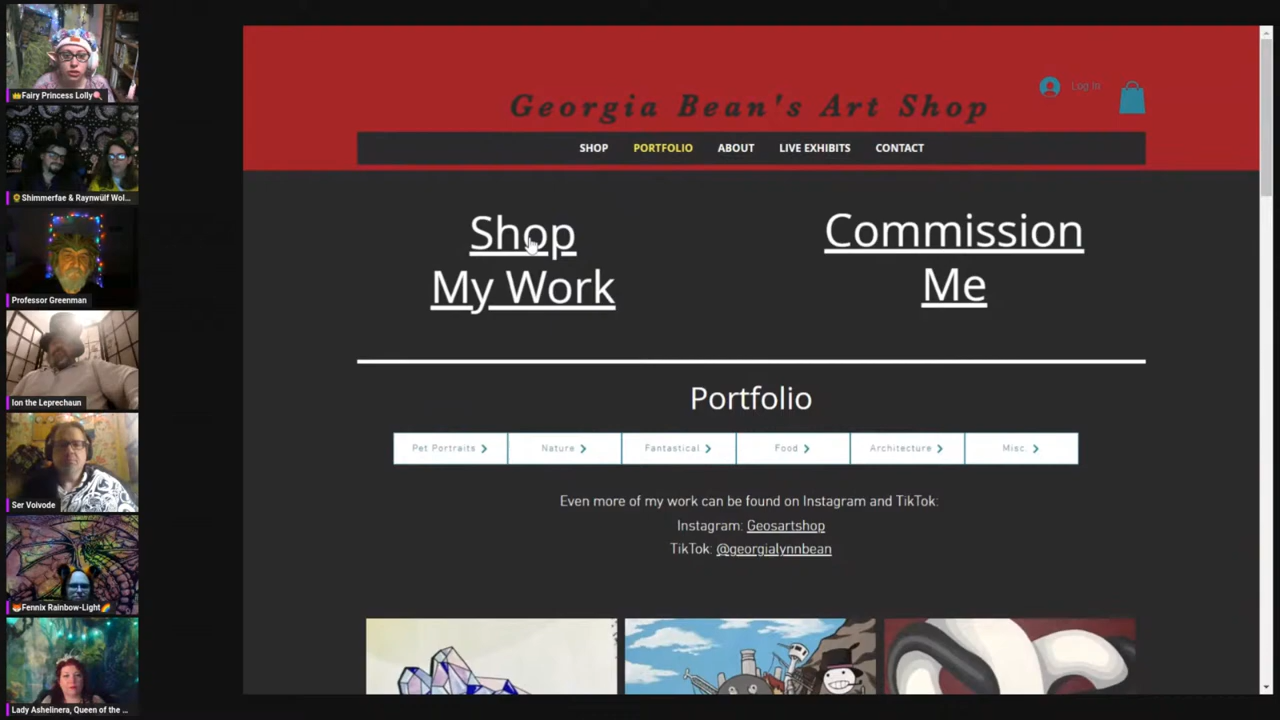 👑Fairy Princess Lolly🍭
🌻Shimmerfae & Raynwülf Wol...
Professor Greenman
Ion the Leprechaun
Ser Voivode
🦊Fennix Rainbow-Light🌈
Lady Ashelinera, Queen of the ...
Log In
Georgia Bean's Art Shop
SHOP PORTFOLIO ABOUT LIVE EXHIBITS CONTACT
Shop
My Work
Commission
Me
Portfolio
Pet Portraits Nature Fantastical Food Architecture Misc.
Even more of my work can be found on Instagram and TikTok:
Instagram: Geosartshop
TikTok: @georgialynnbean